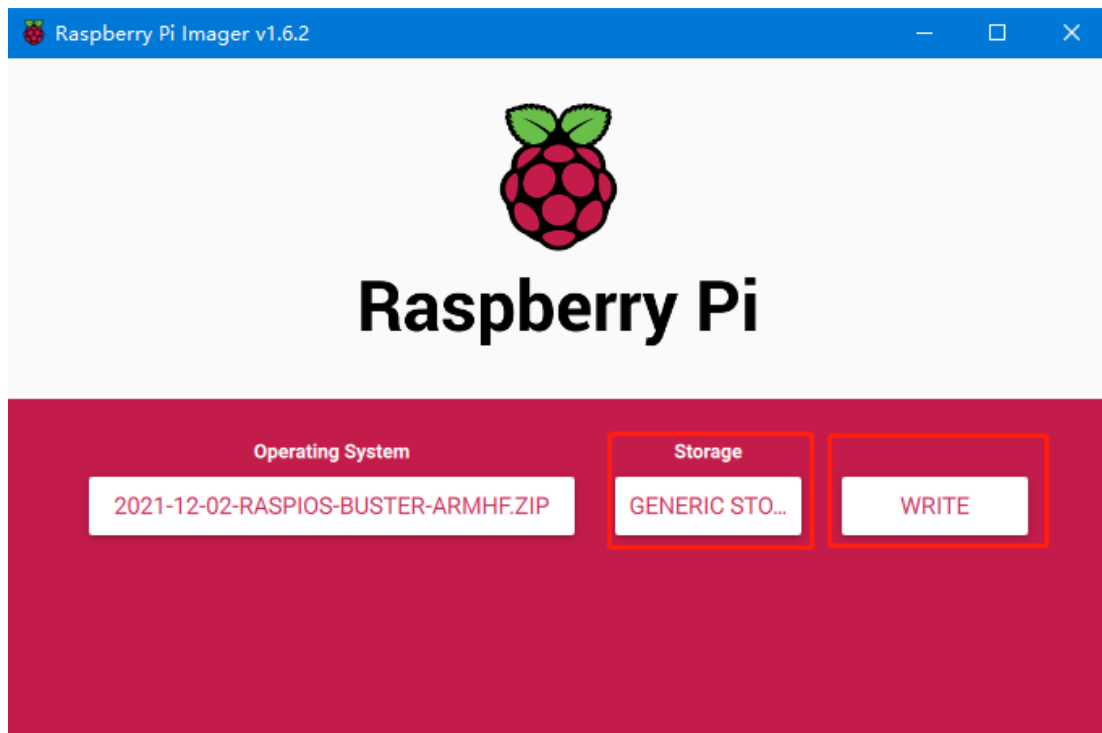 Raspberry Pi Imager v1.6.2
Raspberry Pi
Operating System
Storage
2021-12-02-RASPIOS-BUSTER-ARMHF.ZIP
GENERIC STO...
WRITE